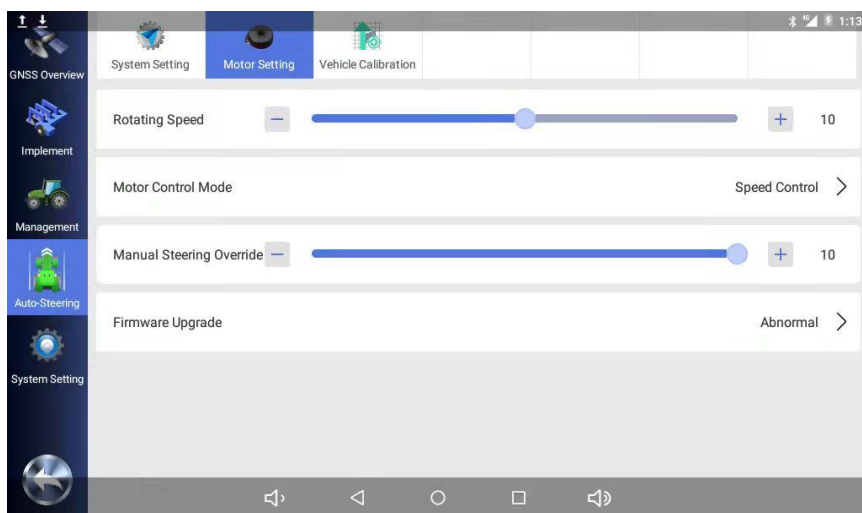 4G
1:13
GNSS Overview
Implement
Management
Auto-Steering
System Setting
System Setting
Motor Setting
Vehicle Calibration
Rotating Speed
10
Motor Control Mode
Speed Control
Manual Steering Override
10
Firmware Upgrade
Abnormal